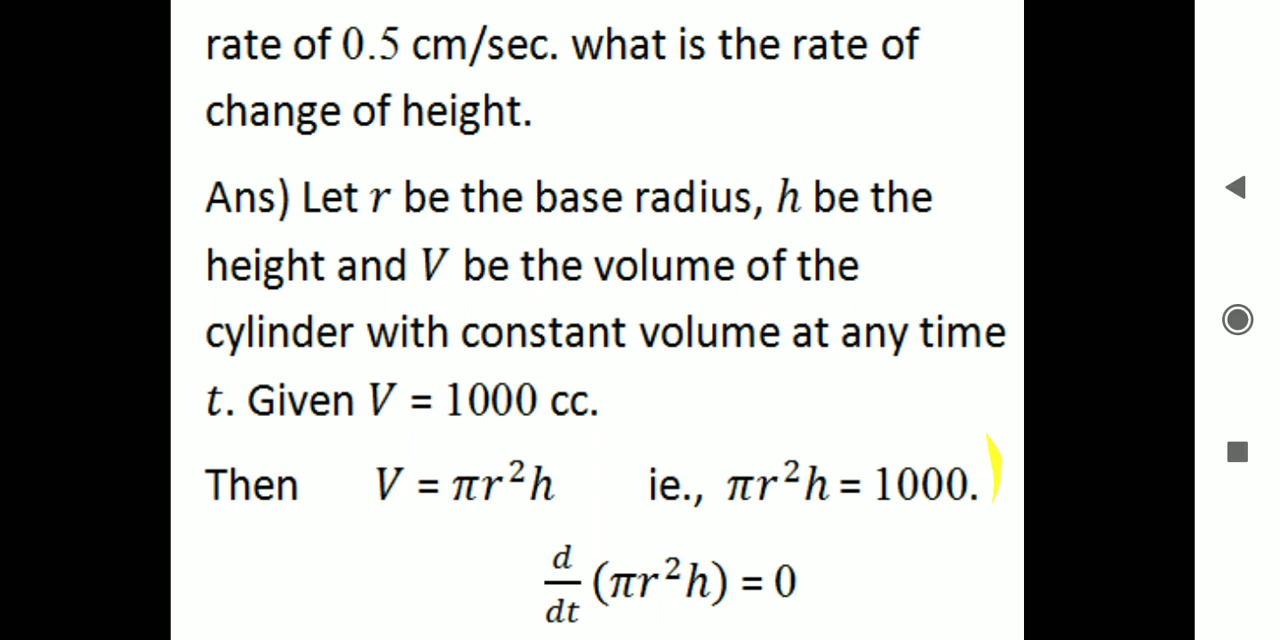 rate of 0.5 cm/sec. what is the rate of
change of height.
Ans) Let r be the base radius, h be the
height and V be the volume of the
cylinder with constant volume at any time
t. Given V = 1000 cc.
Then V = πr²h ie., πr²h = 1000.
d/dt (πr²h) = 0